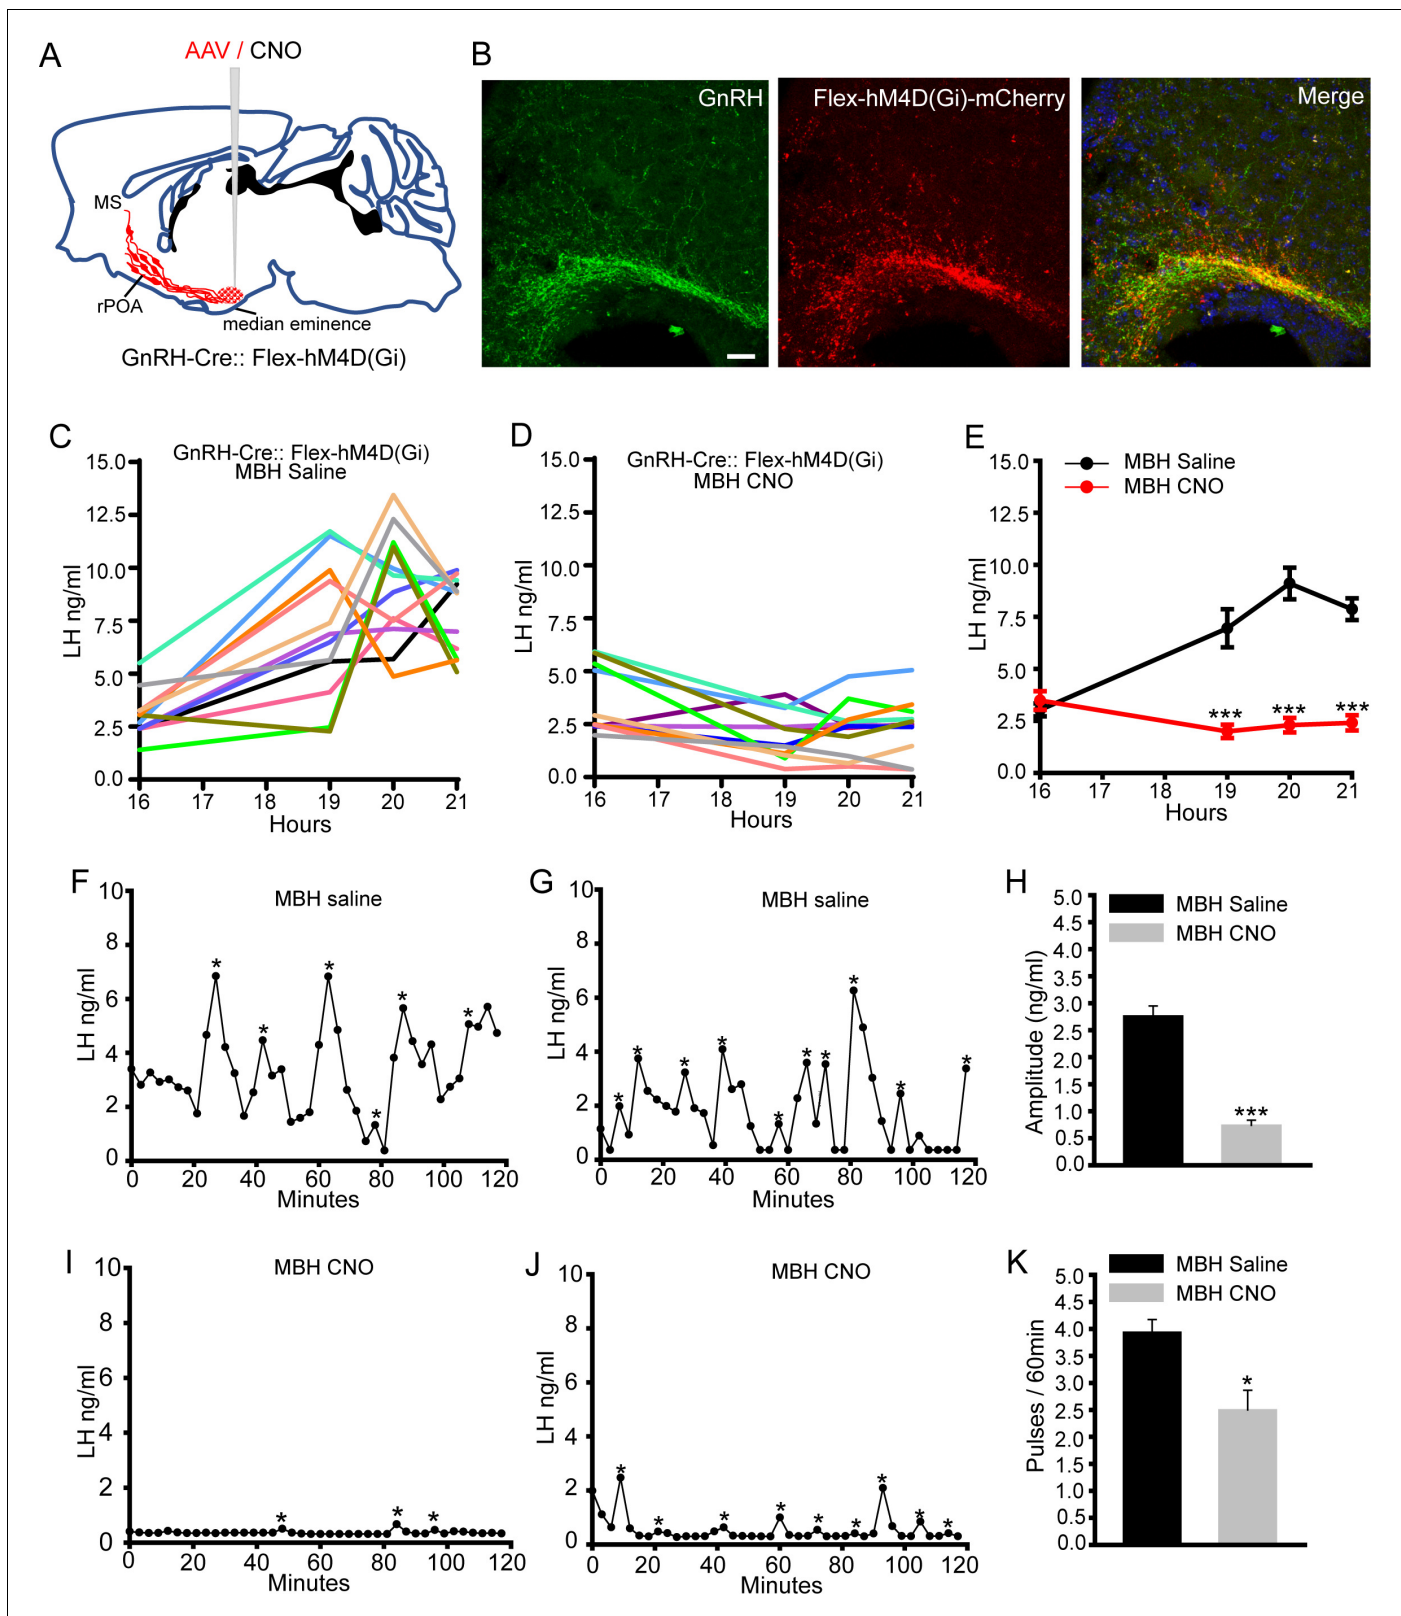 A
AAV / CNO
MS
rPOA
median eminence
GnRH-Cre:: Flex-hM4D(Gi)
B
GnRH
Flex-hM4D(Gi)-mCherry
Merge
C
GnRH-Cre:: Flex-hM4D(Gi)
MBH Saline
15.0
12.5
10.0
7.5
5.0
2.5
0.0
LH ng/ml
16 17 18 19 20 21
Hours
D
GnRH-Cre:: Flex-hM4D(Gi)
MBH CNO
15.0
12.5
10.0
7.5
5.0
2.5
0.0
LH ng/ml
16 17 18 19 20 21
Hours
E
MBH Saline
MBH CNO
15.0
12.5
10.0
7.5
5.0
2.5
0.0
LH ng/ml
*** *** ***
16 17 18 19 20 21
Hours
F
MBH saline
10
8
6
4
2
0
LH ng/ml
* * * * * *
0 20 40 60 80 100 120
Minutes
G
MBH saline
10
8
6
4
2
0
LH ng/ml
* * * * * * * * * *
0 20 40 60 80 100 120
Minutes
H
MBH Saline
MBH CNO
5.0
4.5
4.0
3.5
3.0
2.5
2.0
1.5
1.0
0.5
0.0
Amplitude (ng/ml)
***
I
MBH CNO
10
8
6
4
2
0
LH ng/ml
* * *
0 20 40 60 80 100 120
Minutes
J
MBH CNO
10
8
6
4
2
0
LH ng/ml
* * * * * * * * *
0 20 40 60 80 100 120
Minutes
K
MBH Saline
MBH CNO
5.0
4.5
4.0
3.5
3.0
2.5
2.0
1.5
1.0
0.5
0.0
Pulses / 60min
*